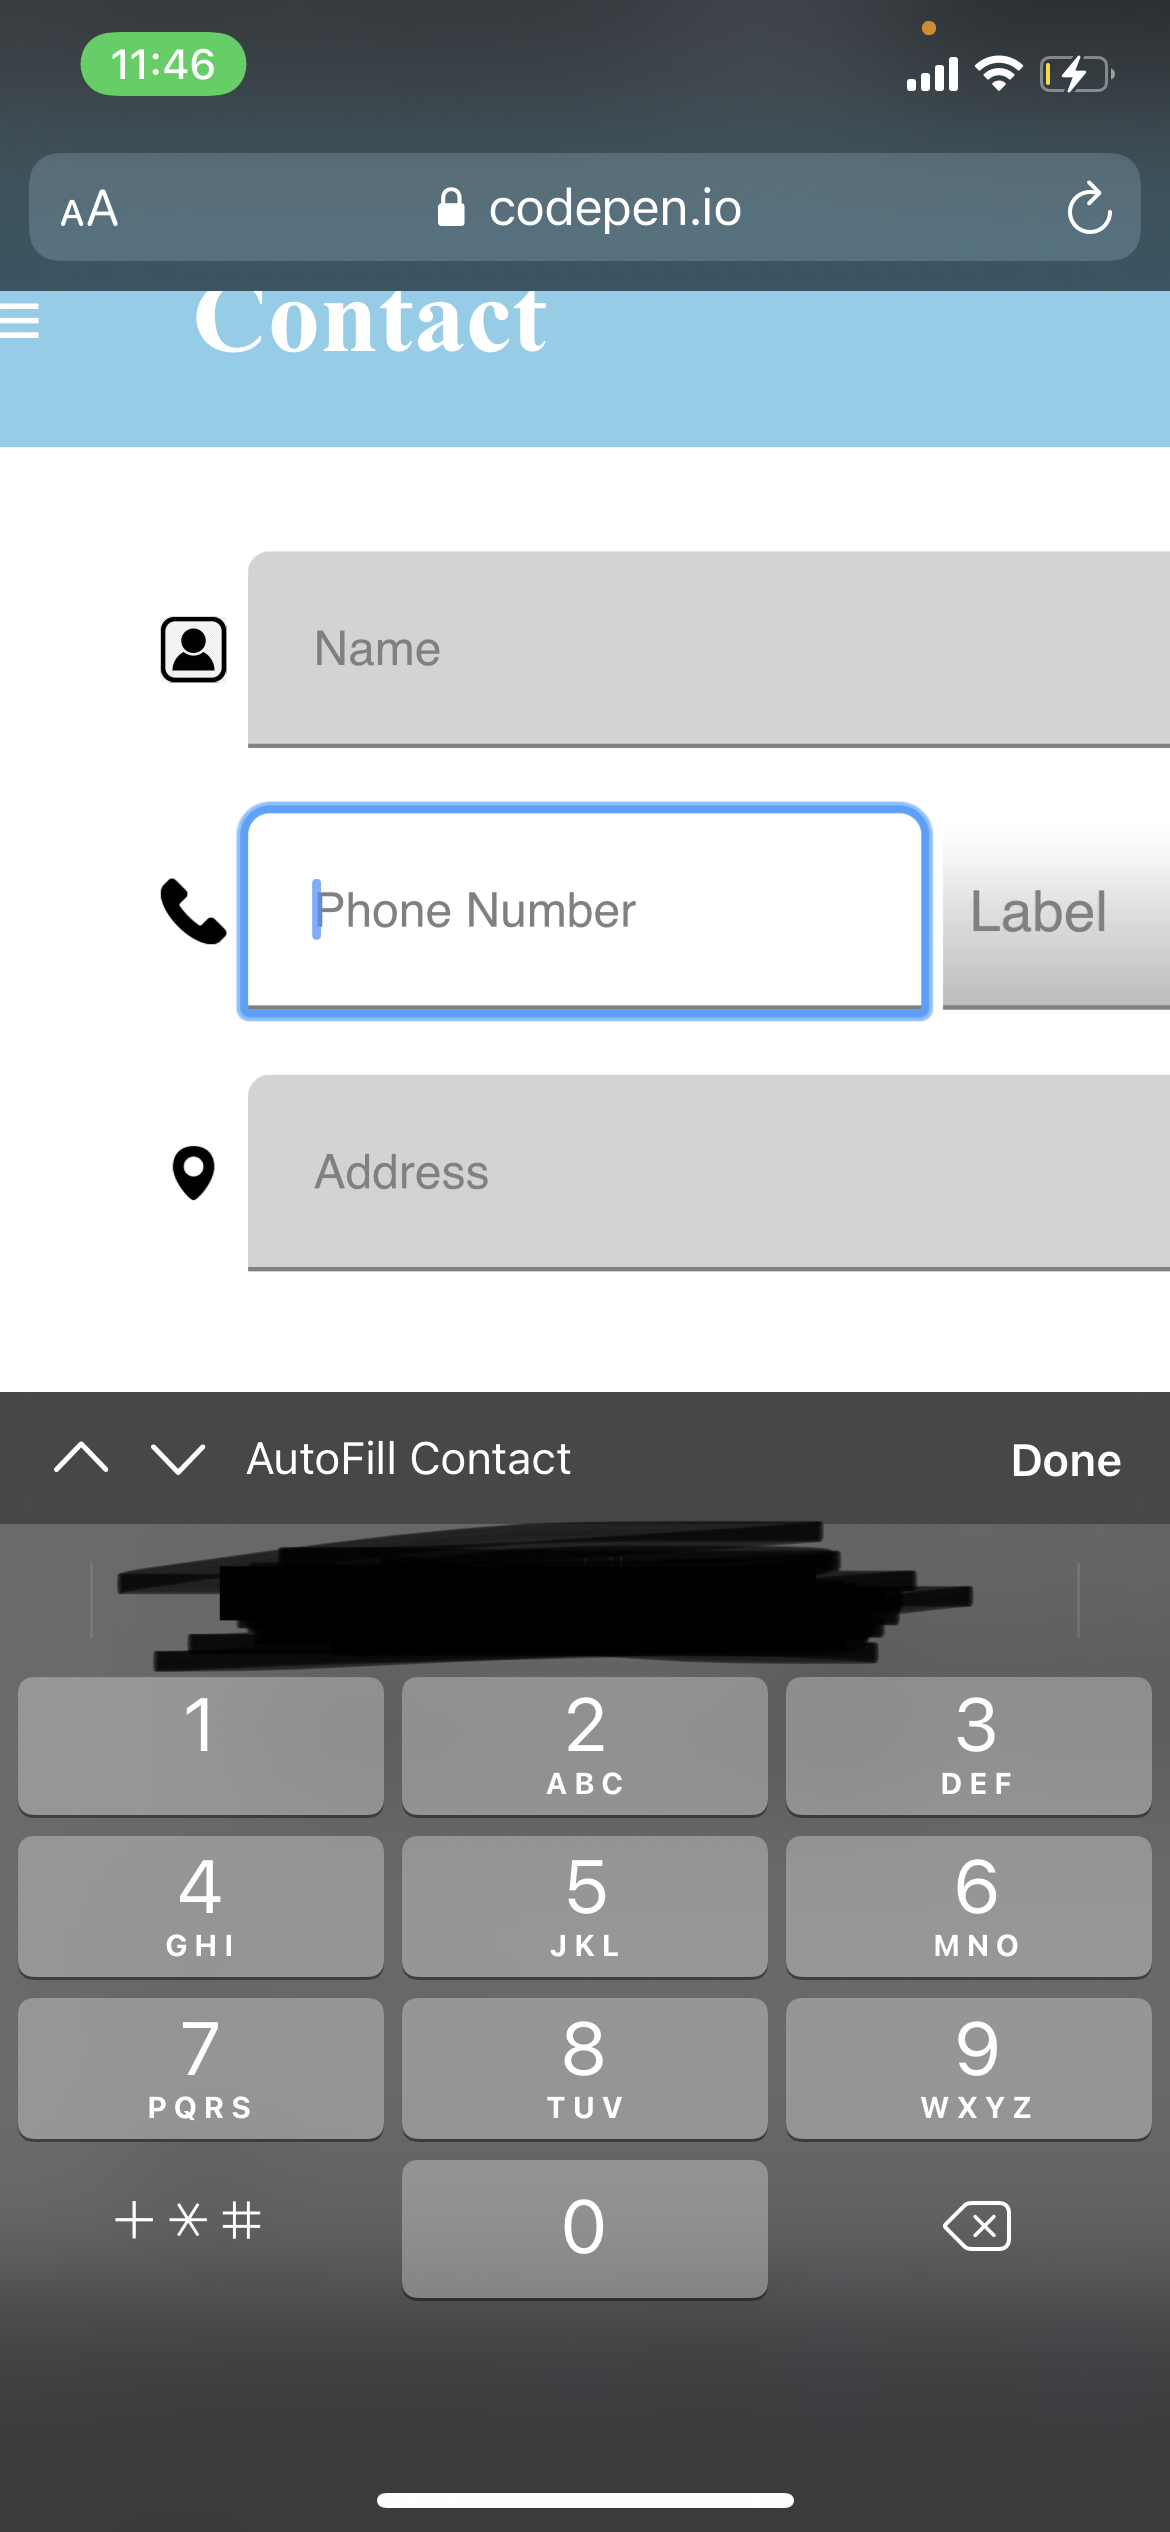 11:46
AA codepen.io
Contact
Name
Phone Number Label
Address
AutoFill Contact Done
1 2 3
ABC DEF
4 5 6
GHI JKL MNO
7 8 9
PQRS TUV WXYZ
+*# 0